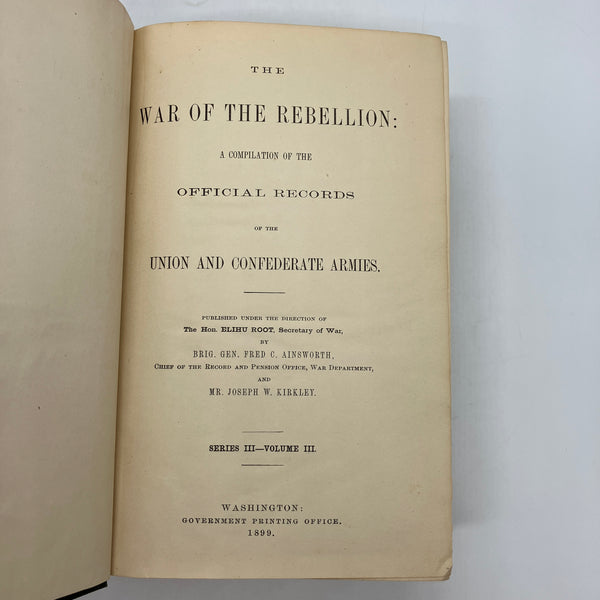 THE
WAR OF THE REBELLION:
A COMPILATION OF THE
OFFICIAL RECORDS
OF THE
UNION AND CONFEDERATE ARMIES.
PUBLISHED UNDER THE DIRECTION OF
The Hon. ELIHU ROOT, Secretary of War,
BY
BRIG. GEN. FRED C. AINSWORTH,
CHIEF OF THE RECORD AND PENSION OFFICE, WAR DEPARTMENT,
AND
MR. JOSEPH W. KIRKLEY.
SERIES III—VOLUME III.
WASHINGTON:
GOVERNMENT PRINTING OFFICE.
1899.